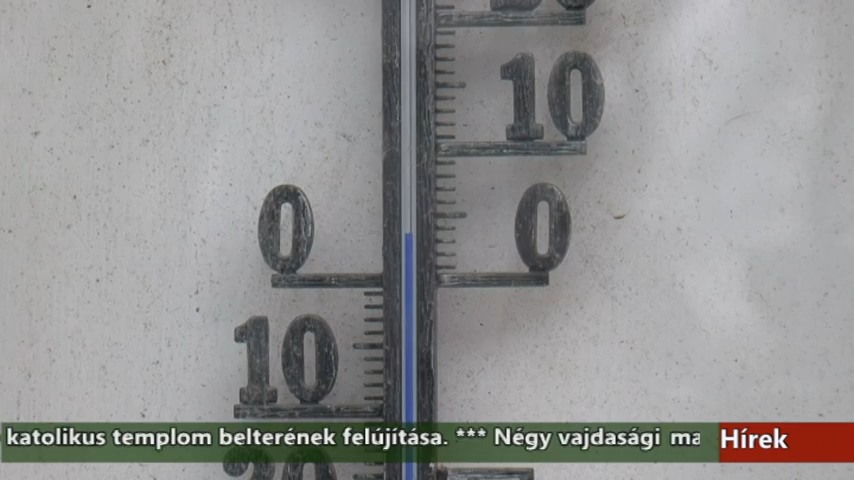 10
0 0
10
katolikus templom belterének felújítása. *** Négy vajdasági ma
Hírek